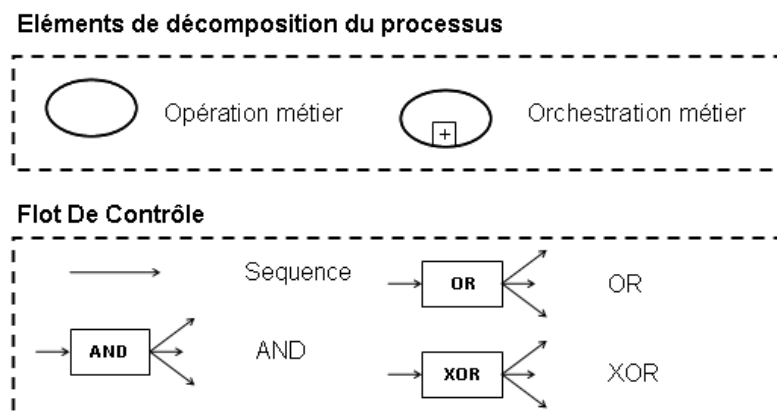 Eléments de décomposition du processus
Opération métier
+
Orchestration métier
Flot De Contrôle
Sequence
OR
OR
AND
AND
XOR
XOR